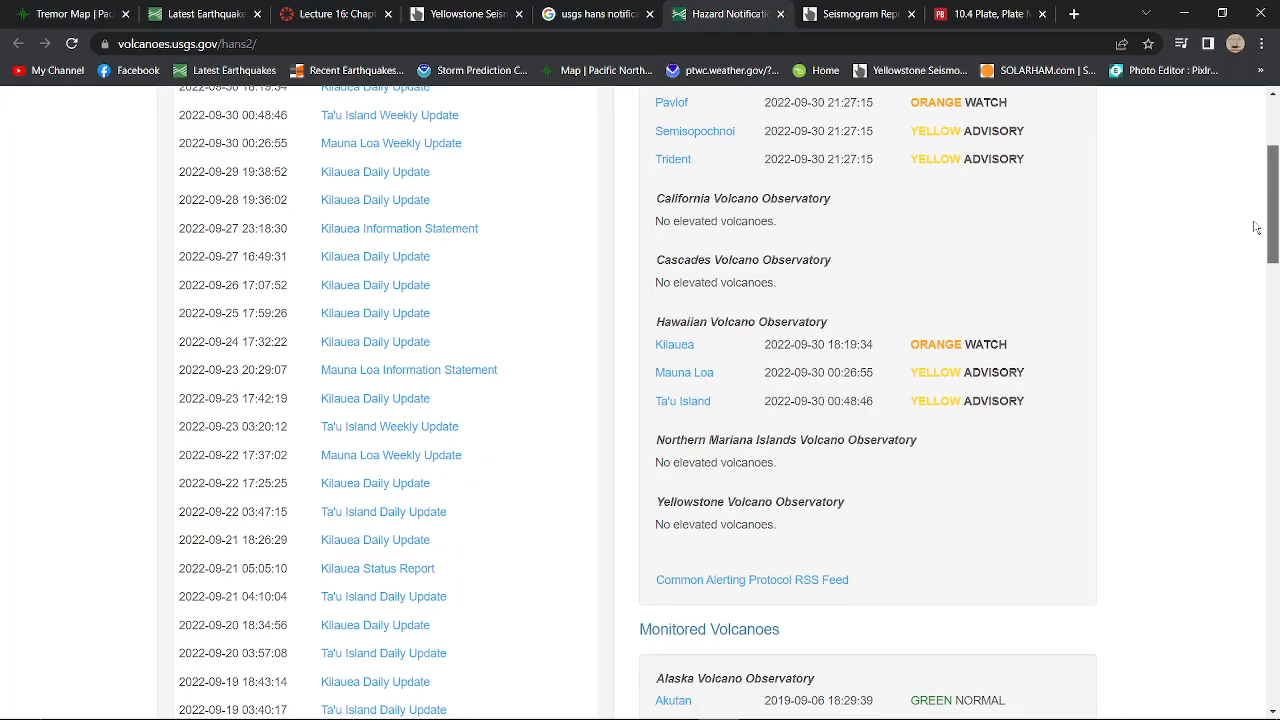 Tremor Map | Pac
Latest Earthquake
Lecture 16: Chap
Yellowstone Seism
usgs hans notifica
Hazard Notificatio
Seismogram Rep
10.4 Plate, Plate M
volcanoes.usgs.gov/hans2/
My Channel
Facebook
Latest Earthquakes
Recent Earthquake...
Storm Prediction C...
Map | Pacific North...
ptwc.weather.gov/?...
Home
Yellowstone Seismo...
SOLARHAM.com | S...
Photo Editor : Pixlr...
2022-09-30 18:19:34 Kilauea Daily Update
2022-09-30 00:48:46 Ta'u Island Weekly Update
2022-09-30 00:26:55 Mauna Loa Weekly Update
2022-09-29 19:38:52 Kilauea Daily Update
2022-09-28 19:36:02 Kilauea Daily Update
2022-09-27 23:18:30 Kilauea Information Statement
2022-09-27 16:49:31 Kilauea Daily Update
2022-09-26 17:07:52 Kilauea Daily Update
2022-09-25 17:59:26 Kilauea Daily Update
2022-09-24 17:32:22 Kilauea Daily Update
2022-09-23 20:29:07 Mauna Loa Information Statement
2022-09-23 17:42:19 Kilauea Daily Update
2022-09-23 03:20:12 Ta'u Island Weekly Update
2022-09-22 17:37:02 Mauna Loa Weekly Update
2022-09-22 17:25:25 Kilauea Daily Update
2022-09-22 03:47:15 Ta'u Island Daily Update
2022-09-21 18:26:29 Kilauea Daily Update
2022-09-21 05:05:10 Kilauea Status Report
2022-09-21 04:10:04 Ta'u Island Daily Update
2022-09-20 18:34:56 Kilauea Daily Update
2022-09-20 03:57:08 Ta'u Island Daily Update
2022-09-19 18:43:14 Kilauea Daily Update
2022-09-19 03:40:17 Ta'u Island Daily Update
Pavlof 2022-09-30 21:27:15 ORANGE WATCH
Semisopochnoi 2022-09-30 21:27:15 YELLOW ADVISORY
Trident 2022-09-30 21:27:15 YELLOW ADVISORY
California Volcano Observatory
No elevated volcanoes.
Cascades Volcano Observatory
No elevated volcanoes.
Hawaiian Volcano Observatory
Kilauea 2022-09-30 18:19:34 ORANGE WATCH
Mauna Loa 2022-09-30 00:26:55 YELLOW ADVISORY
Ta'u Island 2022-09-30 00:48:46 YELLOW ADVISORY
Northern Mariana Islands Volcano Observatory
No elevated volcanoes.
Yellowstone Volcano Observatory
No elevated volcanoes.
Common Alerting Protocol RSS Feed
Monitored Volcanoes
Alaska Volcano Observatory
Akutan 2019-09-06 18:29:39 GREEN NORMAL